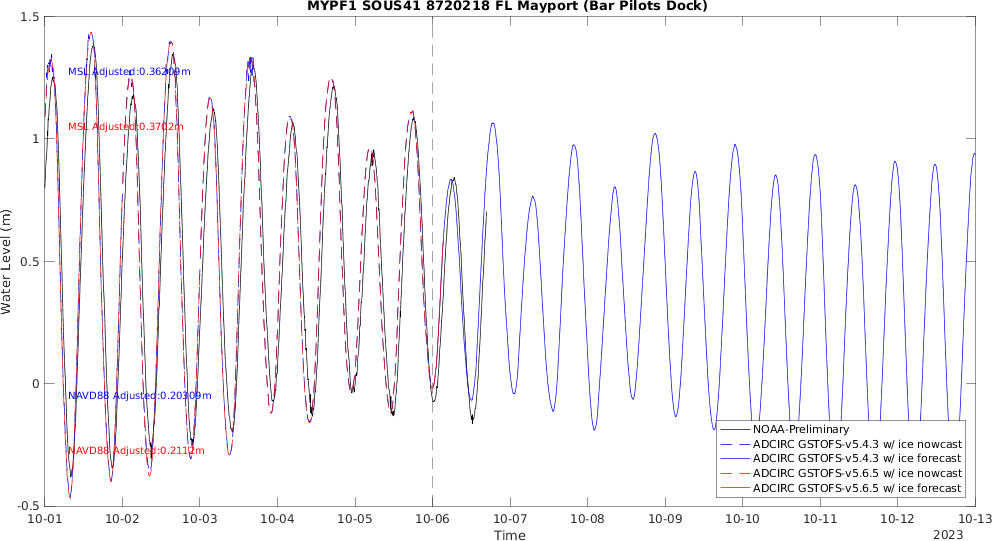 MYPF1 SOUS41 8720218 FL Mayport (Bar Pilots Dock)
1.5
MSL Adjusted:0.36209m
MSL Adjusted:0.3702m
1
Water Level (m)
0.5
0
NAVD88 Adjusted:0.20309m
NAVD88 Adjusted:0.2112m
-0.5
NOAA-Preliminary
ADCIRC GSTOFS-v5.4.3 w/ ice nowcast
ADCIRC GSTOFS-v5.4.3 w/ ice forecast
ADCIRC GSTOFS-v5.6.5 w/ ice nowcast
ADCIRC GSTOFS-v5.6.5 w/ ice forecast
10-01 10-02 10-03 10-04 10-05 10-06 10-07 10-08 10-09 10-10 10-11 10-12 10-13
Time
2023